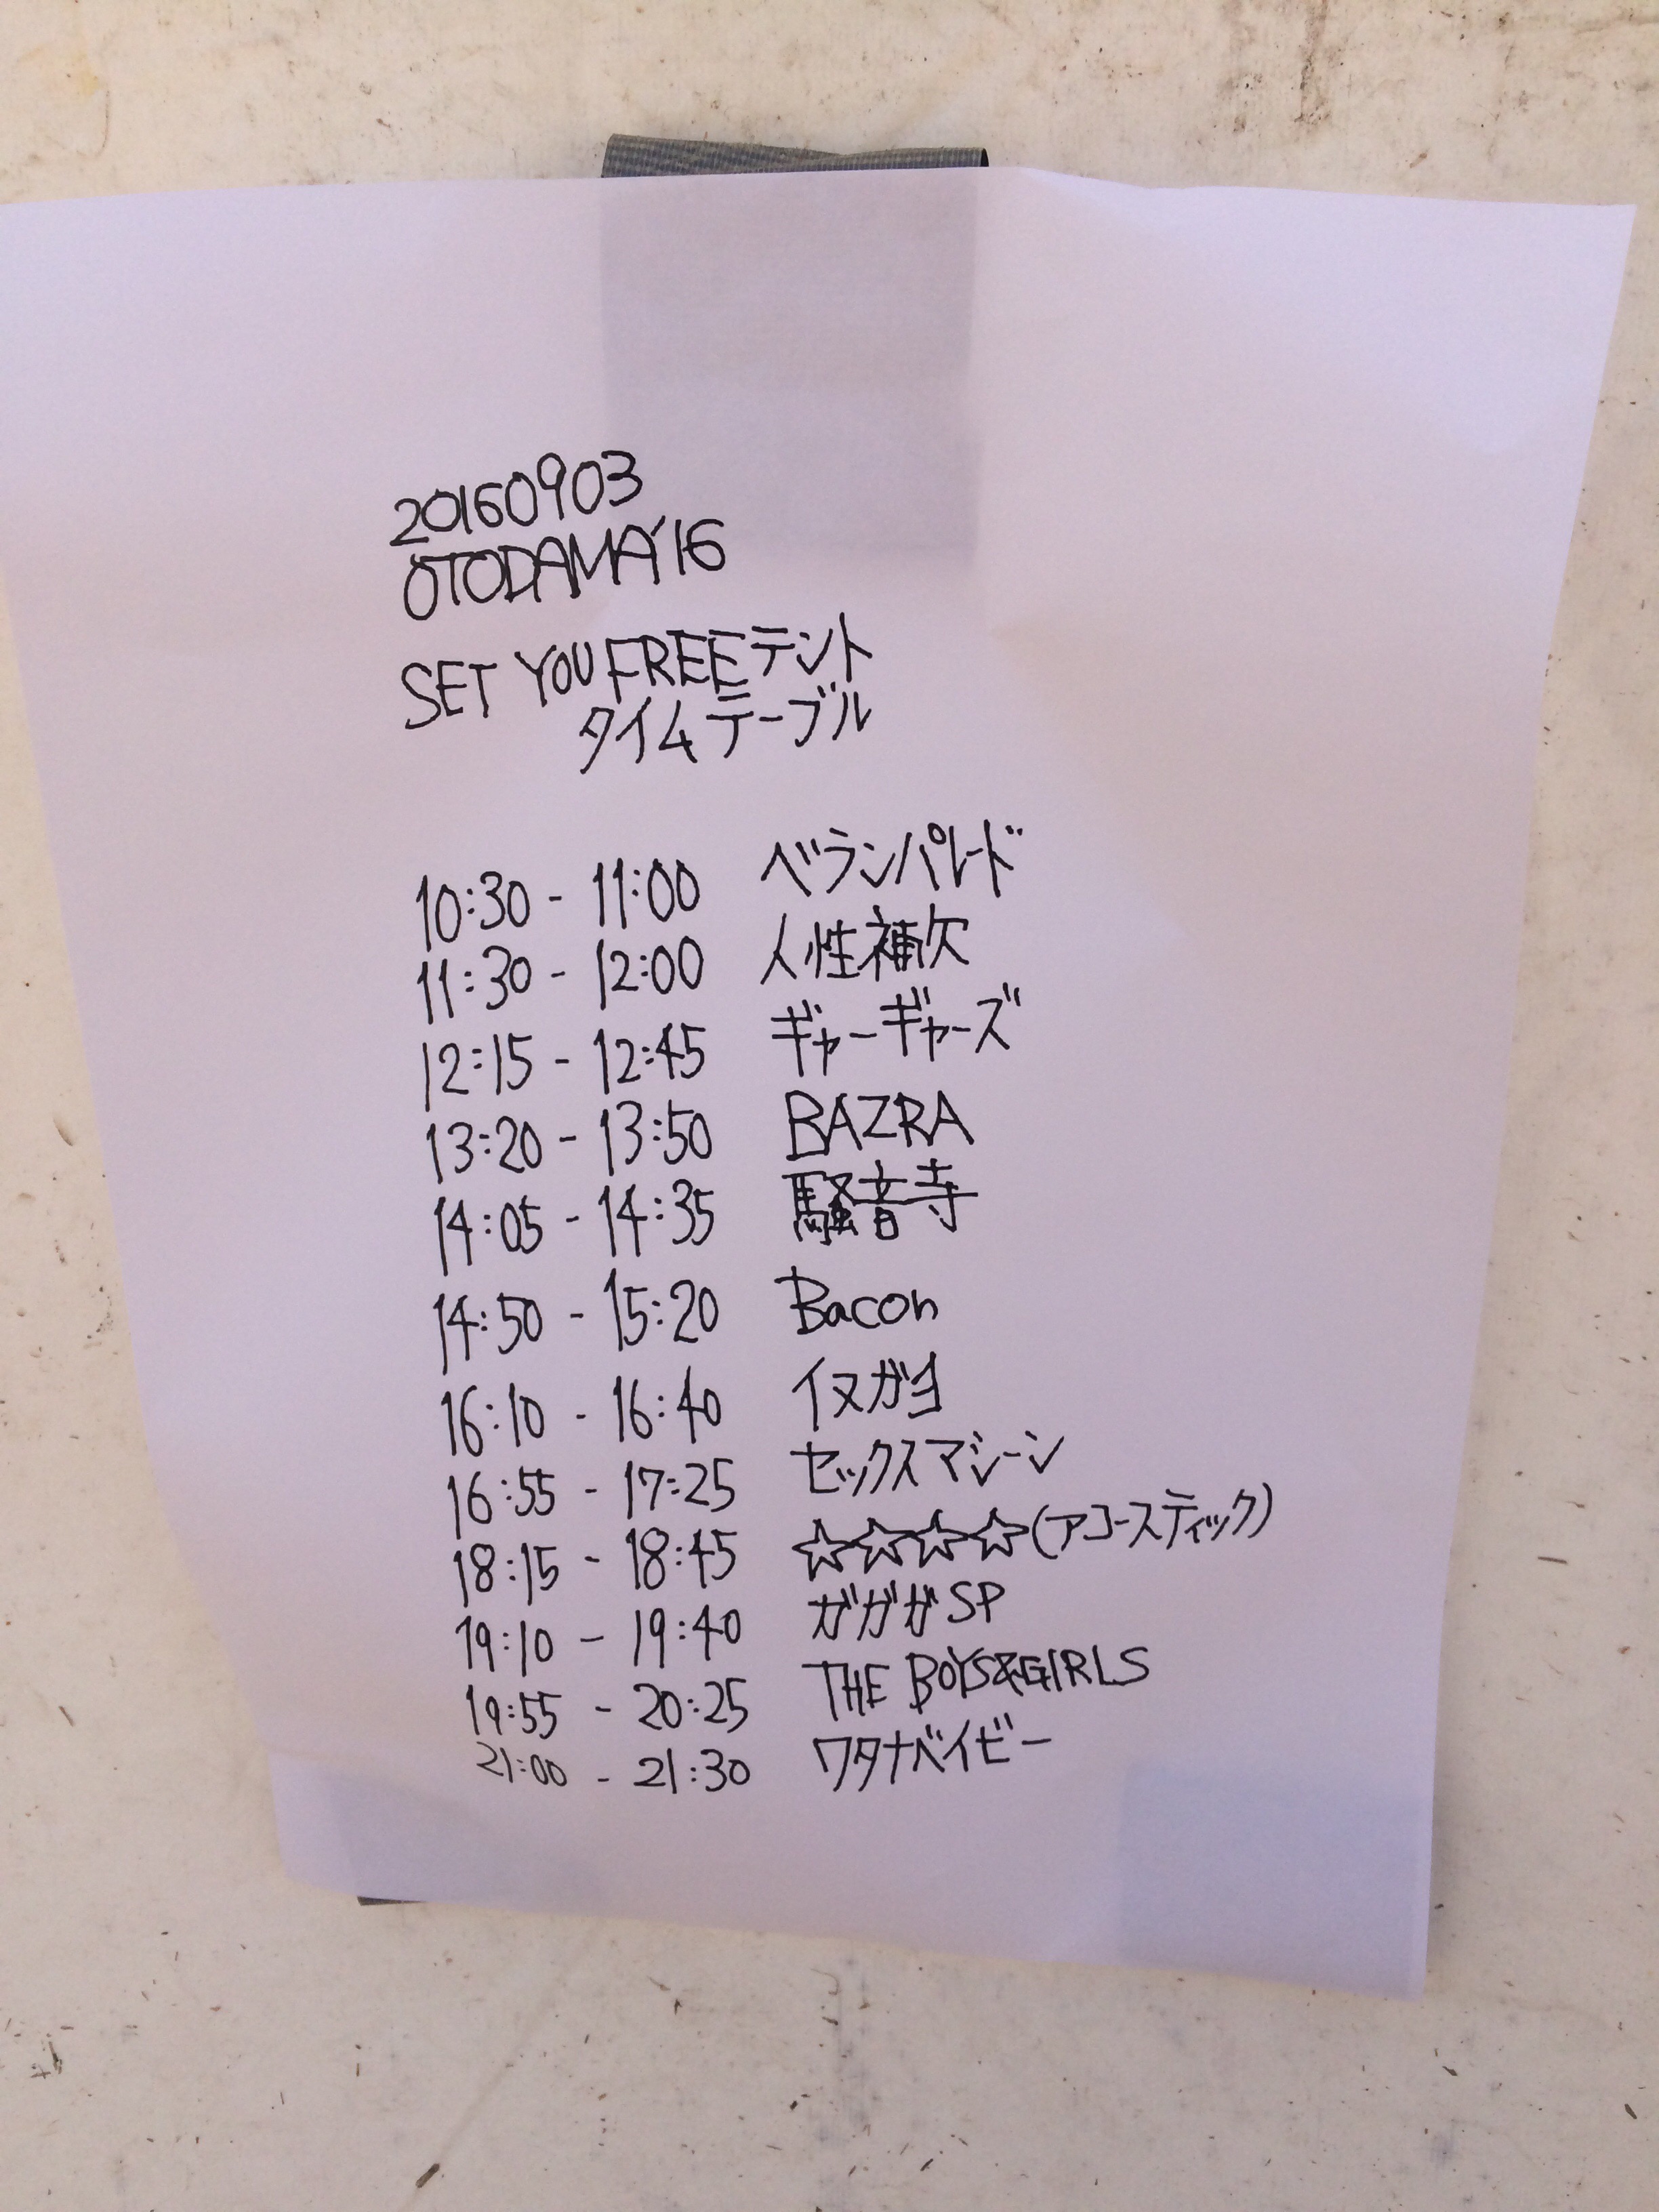 20160903
OTODAMA'16
SET YOU FREEテント
タイムテーブル
10:30 - 11:00 ベランパレード
11:30 - 12:00 人性補欠
12:15 - 12:45 ギャーギャーズ
13:20 - 13:50 BAZRA
14:05 - 14:35 騒音寺
14:50 - 15:20 Bacon
16:10 - 16:40 イヌガヨ
16:55 - 17:25 セックスマシーン
18:15 - 18:45 ☆☆☆☆(アコースティック)
19:10 - 19:40 ガガガSP
19:55 - 20:25 THE BOYS&GIRLS
21:00 - 21:30 ワタナベイビー